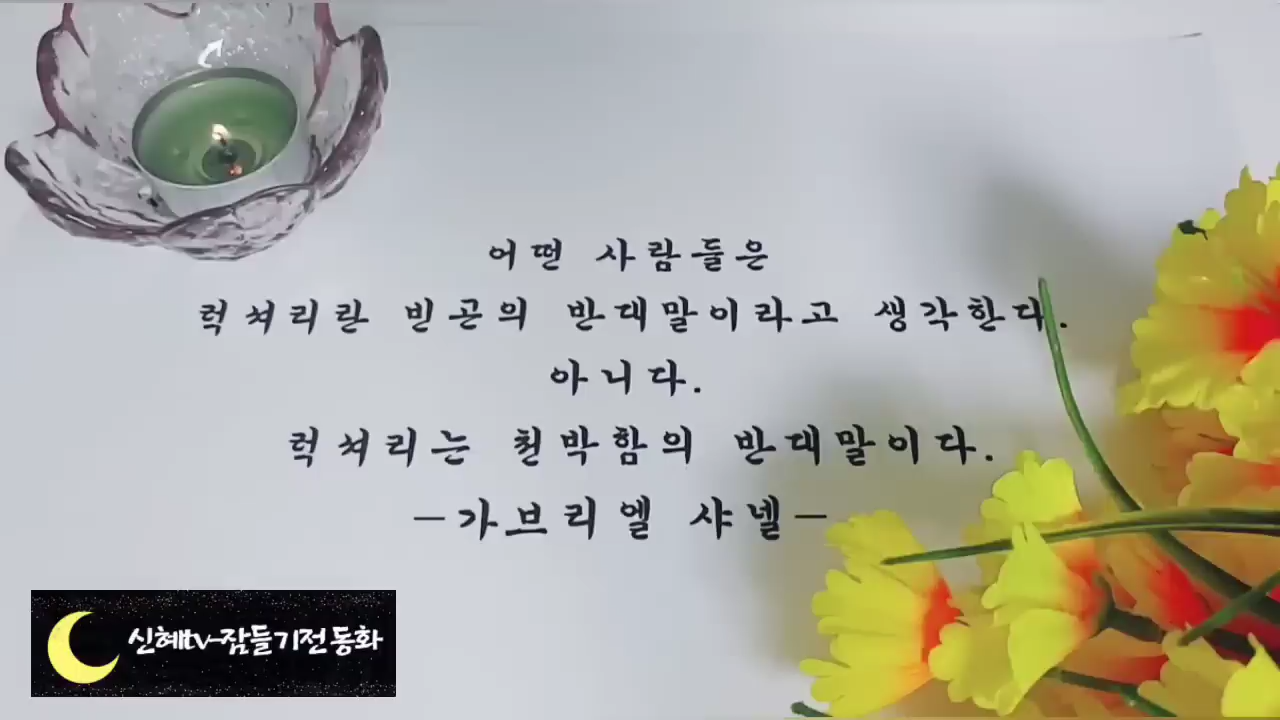 어떤 사람들은
럭셔리란 빈곤의 반대말이라고 생각한다.
아니다.
럭셔리는 천박함의 반대말이다.
-가브리엘 샤넬-
신혜tv-잠들기전 동화